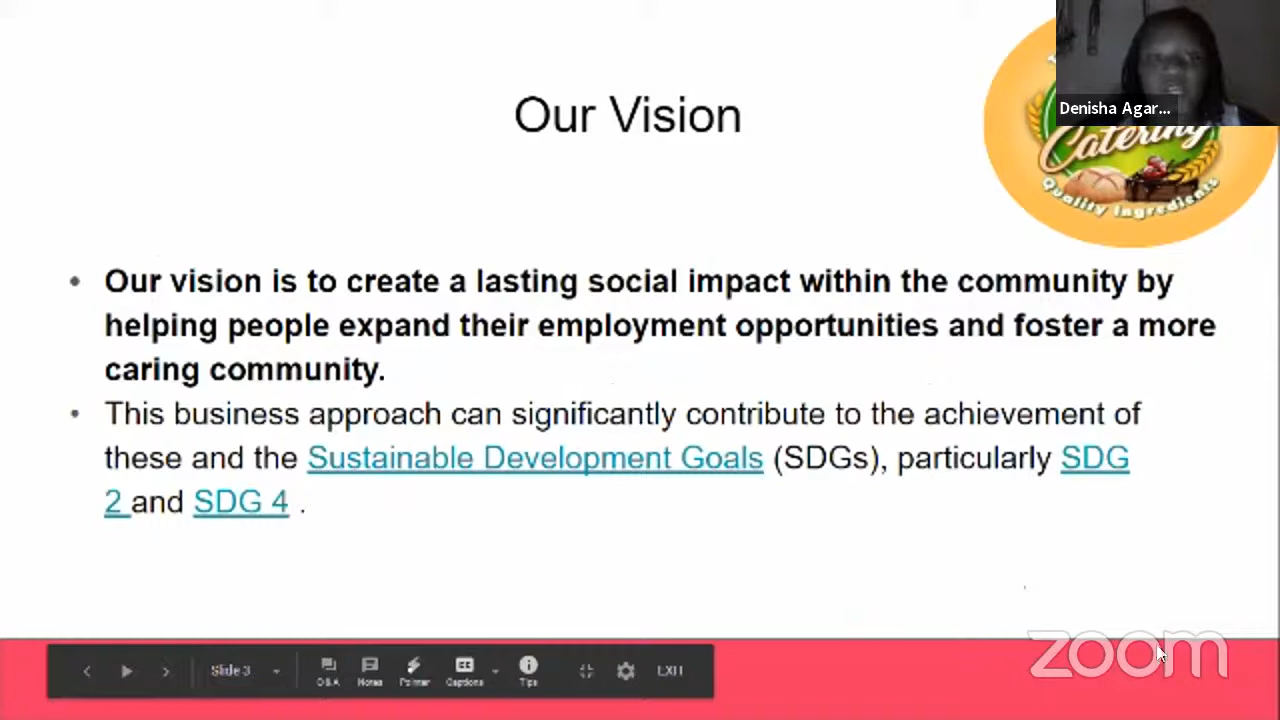 Our Vision
Denisha Agar...
Catering
Quality Ingredients
• Our vision is to create a lasting social impact within the community by
helping people expand their employment opportunities and foster a more
caring community.
• This business approach can significantly contribute to the achievement of
these and the Sustainable Development Goals (SDGs), particularly SDG
2 and SDG 4 .
zoom
Slide 3
Q&A Notes Pointer Captions Tips EXIT